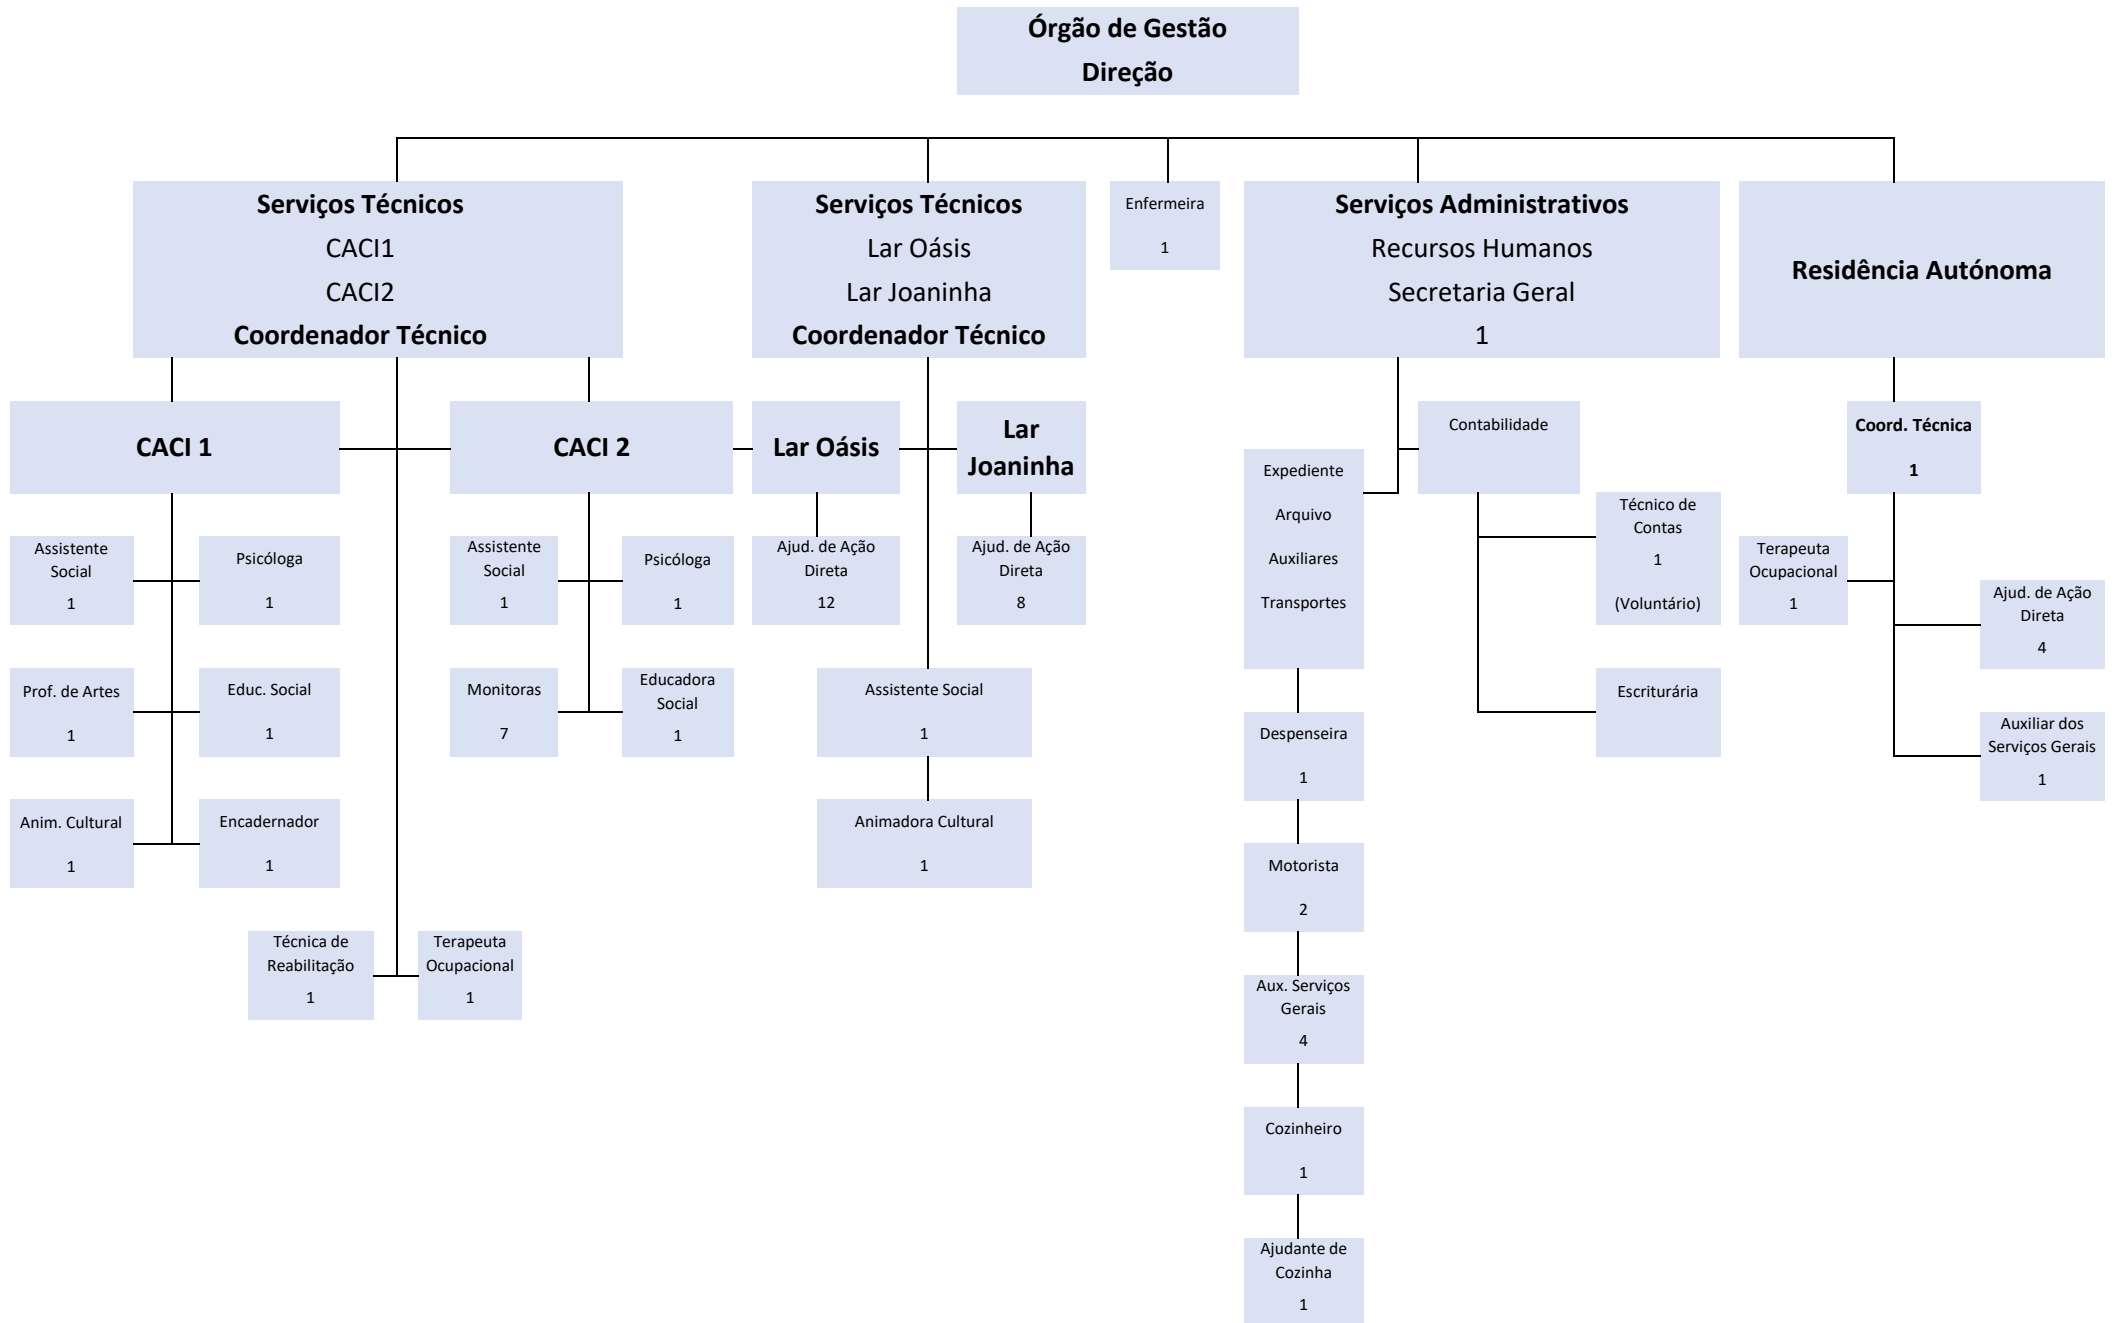 Órgão de Gestão
Direção
Serviços Técnicos
CACI1
CACI2
Coordenador Técnico
Serviços Técnicos
Lar Oásis
Lar Joaninha
Coordenador Técnico
Enfermeira
1
Serviços Administrativos
Recursos Humanos
Secretaria Geral
1
Residência Autónoma
CACI 1
CACI 2
Lar Oásis
Lar
Joaninha
Contabilidade
Coord. Técnica
1
Expediente
Arquivo
Auxiliares
Transportes
Técnico de
Contas
1
(Voluntário)
Assistente
Social
1
Psicóloga
1
Assistente
Social
1
Psicóloga
1
Ajud. de Ação
Direta
12
Ajud. de Ação
Direta
8
Terapeuta
Ocupacional
1
Ajud. de Ação
Direta
4
Prof. de Artes
1
Educ. Social
1
Monitoras
7
Educadora
Social
1
Assistente Social
1
Escriturária
Despenseira
1
Auxiliar dos
Serviços Gerais
1
Anim. Cultural
1
Encadernador
1
Animadora Cultural
1
Motorista
2
Técnica de
Reabilitação
1
Terapeuta
Ocupacional
1
Aux. Serviços
Gerais
4
Cozinheiro
1
Ajudante de
Cozinha
1